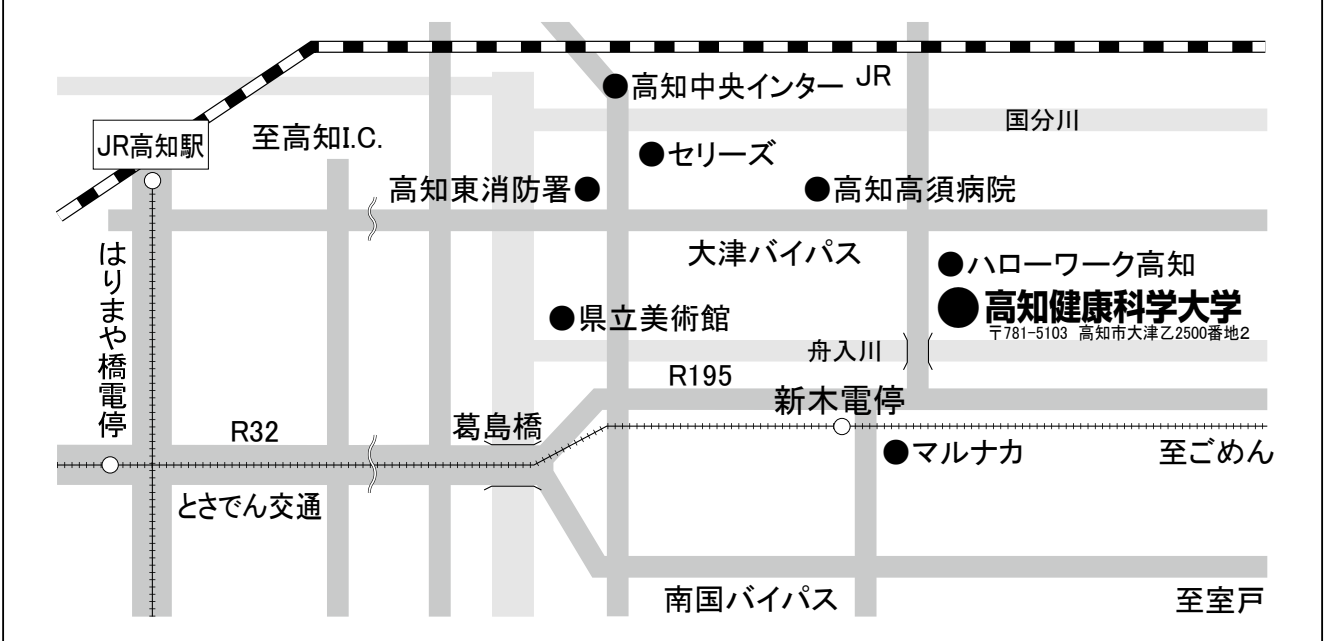 高知中央インター
JR
国分川
JR高知駅
至高知I.C.
セリーズ
高知東消防署
高知高須病院
大津バイパス
はりまや橋電停
ハローワーク高知
高知健康科学大学
〒781-5103 高知市大津乙2500番地2
県立美術館
舟入川
R195
新木電停
R32
葛島橋
マルナカ
至ごめん
とさでん交通
南国バイパス
至室戸